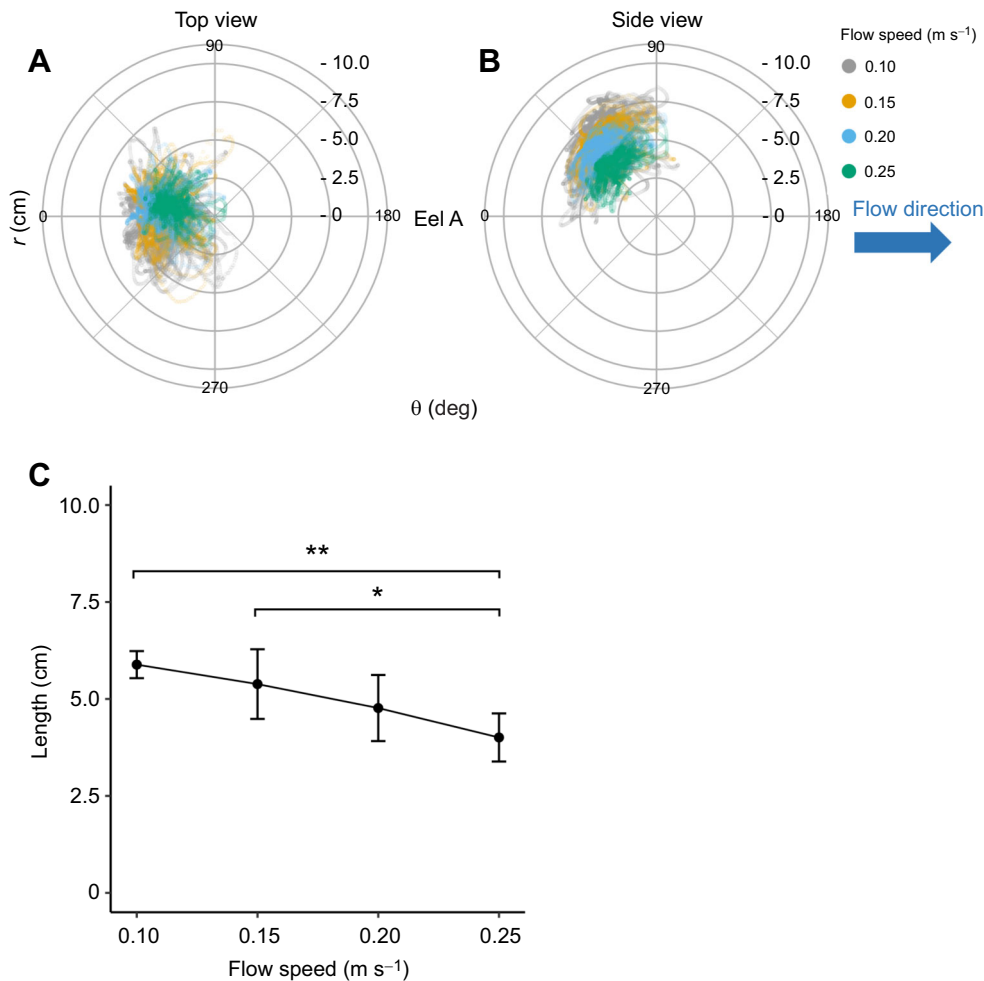 Top view
A
90
- 10.0
- 7.5
- 5.0
- 2.5
- 0
180
0
270
r (cm)
Eel A
θ (deg)
Side view
B
90
- 10.0
- 7.5
- 5.0
- 2.5
- 0
180
0
270
Flow speed (m s⁻¹)
0.10
0.15
0.20
0.25
Flow direction
C
10.0
7.5
5.0
2.5
0
Length (cm)
**
*
0.10 0.15 0.20 0.25
Flow speed (m s⁻¹)